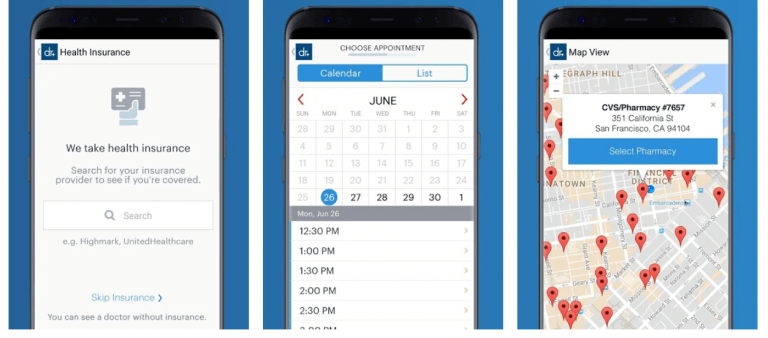 dr. Health Insurance
We take health insurance
Search for your insurance
provider to see if you're covered.
Search
e.g. Highmark, UnitedHealthcare
Skip Insurance
You can see a doctor without insurance.
dr. CHOOSE APPOINTMENT
Calendar List
JUNE
SUN MON TUE WED THU FRI SAT
28 29 30 31 1 2 3
4 5 6 7 8 9 10
11 12 13 14 15 16 17
18 19 20 21 22 23 24
25 26 27 28 29 30 1
Mon, Jun 26
12:30 PM
1:00 PM
1:30 PM
2:00 PM
2:30 PM
dr. Map View
+
EGRAPH HILL
−
CVS/Pharmacy #7657 ×
351 California St
San Francisco, CA 94104
Select Pharmacy
FINANCIAL
DISTRICT
NATOWN
Embarcadero
Geary St
Market St